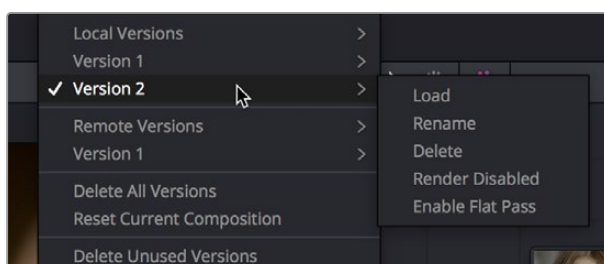 Local Versions
Version 1
Version 2
Remote Versions
Version 1
Delete All Versions
Reset Current Composition
Delete Unused Versions
Load
Rename
Delete
Render Disabled
Enable Flat Pass